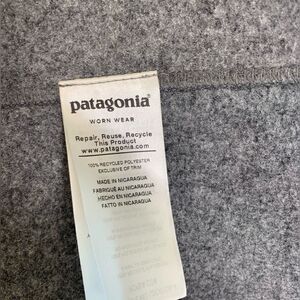 patagonia®
WORN WEAR
Repair, Reuse, Recycle
This Product
www.patagonia.com
100% RECYCLED POLYESTER
EXCLUSIVE OF TRIM
MADE IN NICARAGUA
FABRIQUÉ AU NICARAGUA
HECHO EN NICARAGUA
FATTO IN NICARAGUA